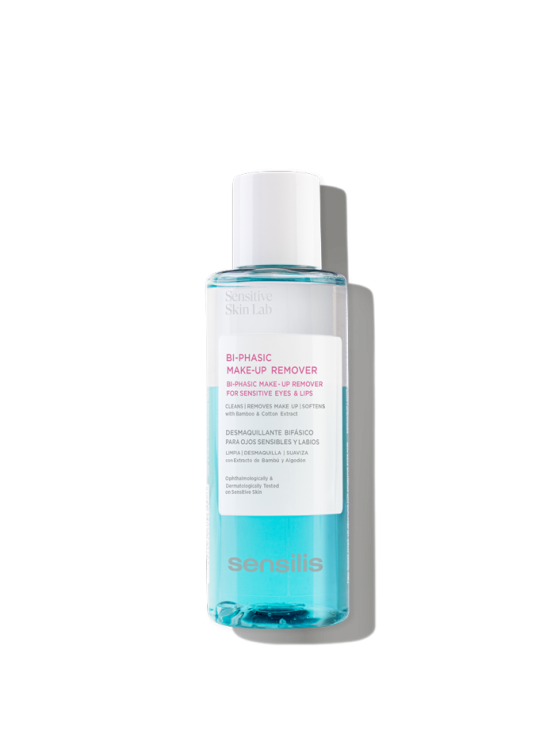 Sensitive
Skin Lab
BI-PHASIC
MAKE-UP REMOVER
BI-PHASIC MAKE-UP REMOVER
FOR SENSITIVE EYES & LIPS
CLEANS | REMOVES MAKE UP | SOFTENS
with Bamboo & Cotton Extract
DESMAQUILLANTE BIFÁSICO
PARA OJOS SENSIBLES Y LABIOS
LIMPIA | DESMAQUILLA | SUAVIZA
con Extracto de Bambú y Algodón
Ophthalmologically &
Dermatologically Tested
on Sensitive Skin
sensilis